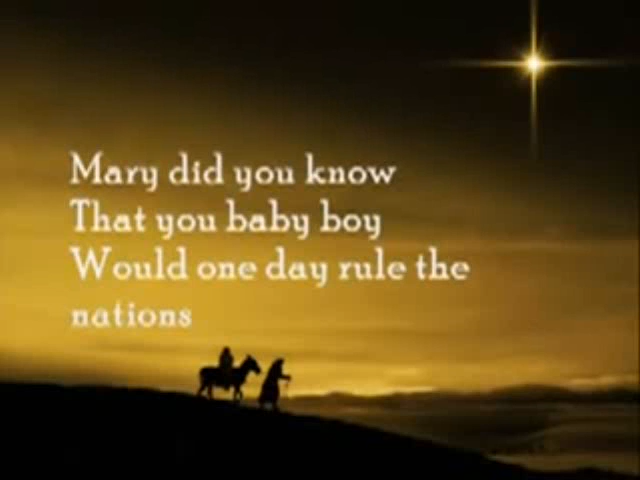 Mary did you know
That you baby boy
Would one day rule the
nations